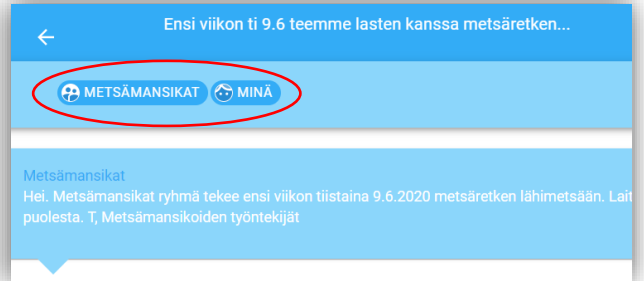 Ensi viikon ti 9.6 teemme lasten kanssa metsäretken...
METSÄMANSIKAT MINÄ
Metsämansikat
Hei. Metsämansikat ryhmä tekee ensi viikon tiistaina 9.6.2020 metsäretken lähimetsään. Lait
puolesta. T, Metsämansikoiden työntekijät